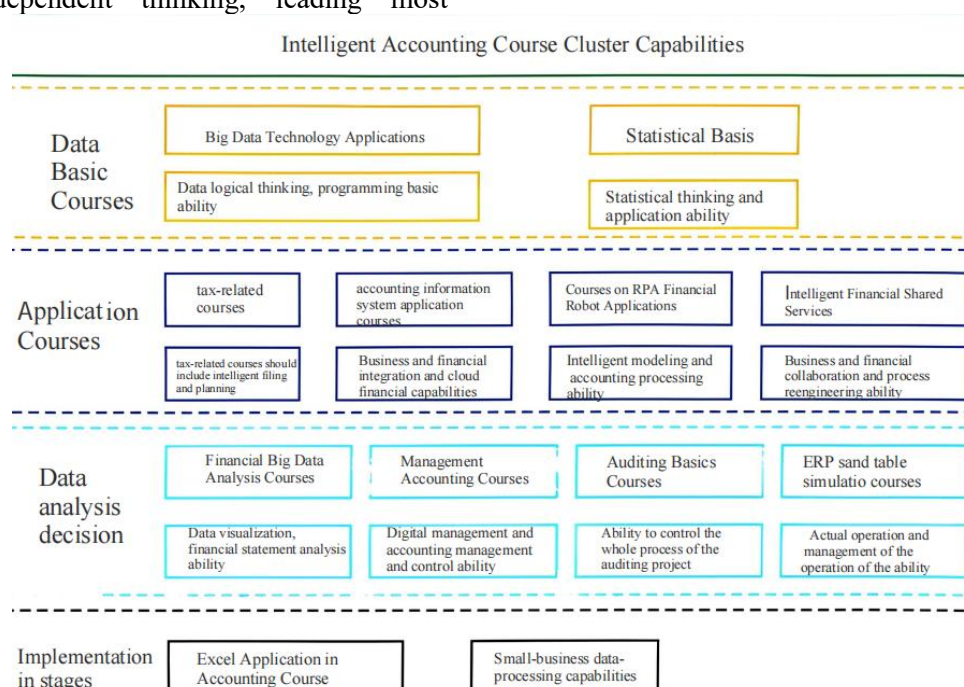 dependent thinking, leading most
Intelligent Accounting Course Cluster Capabilities
Data
Basic
Courses
Big Data Technology Applications
Statistical Basis
Data logical thinking, programming basic
ability
Statistical thinking and
application ability
Application
Courses
tax-related
courses
accounting information
system application
courses
Courses on RPA Financial
Robot Applications
Intelligent Financial Shared
Services
tax-related courses should
include intelligent filing
and planning
Business and financial
integration and cloud
financial capabilities
Intelligent modeling and
accounting processing
ability
Business and financial
collaboration and process
reengineering ability
Data
analysis
decision
Financial Big Data
Analysis Courses
Management
Accounting Courses
Auditing Basics
Courses
ERP sand table
simulatio courses
Data visualization,
financial statement analysis
ability
Digital management and
accounting management
and control ability
Ability to control the
whole process of the
auditing project
Actual operation and
management of the
operation of the ability
Implementation
in stages
Excel Application in
Accounting Course
Small-business data-
processing capabilities